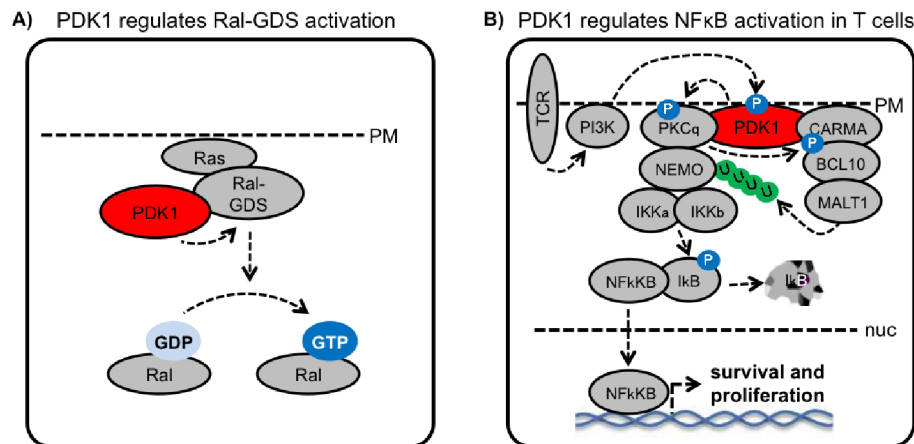 A) PDK1 regulates Ral-GDS activation
PM
Ras
Ral-
GDS
PDK1
GDP
Ral
GTP
Ral
B) PDK1 regulates NFκB activation in T cells
PM
TCR
PI3K
P
PKCq
P
PDK1
CARMA
P
BCL10
MALT1
NEMO
U
U
U
U
IKKa
IKKb
NFkKB
IkB
P
IkB
nuc
NFkKB
survival and
proliferation